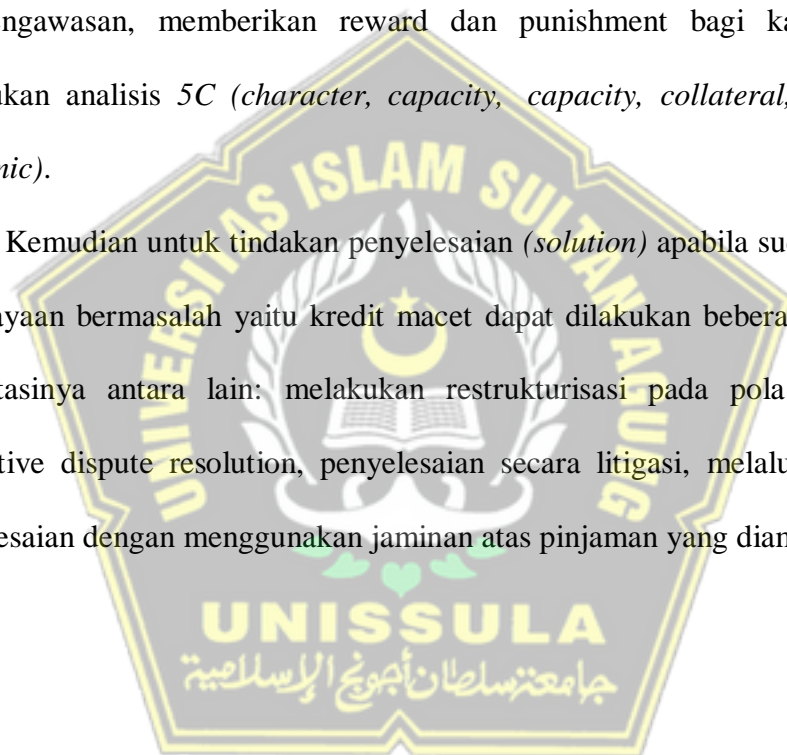 engawasan, memberikan reward dan punishment bagi ka
ukan analisis 5C (character, capacity, capacity, collateral,
nic).
Kemudian untuk tindakan penyelesaian (solution) apabila su
ayaan bermasalah yaitu kredit macet dapat dilakukan bebera
tasinya antara lain: melakukan restrukturisasi pada pola
tive dispute resolution, penyelesaian secara litigasi, melalu
esaian dengan menggunakan jaminan atas pinjaman yang diam
UNIVERSITAS ISLAM SULTAN AGUNG
UNISSULA
جامعة سلطان أجونج الإسلامية